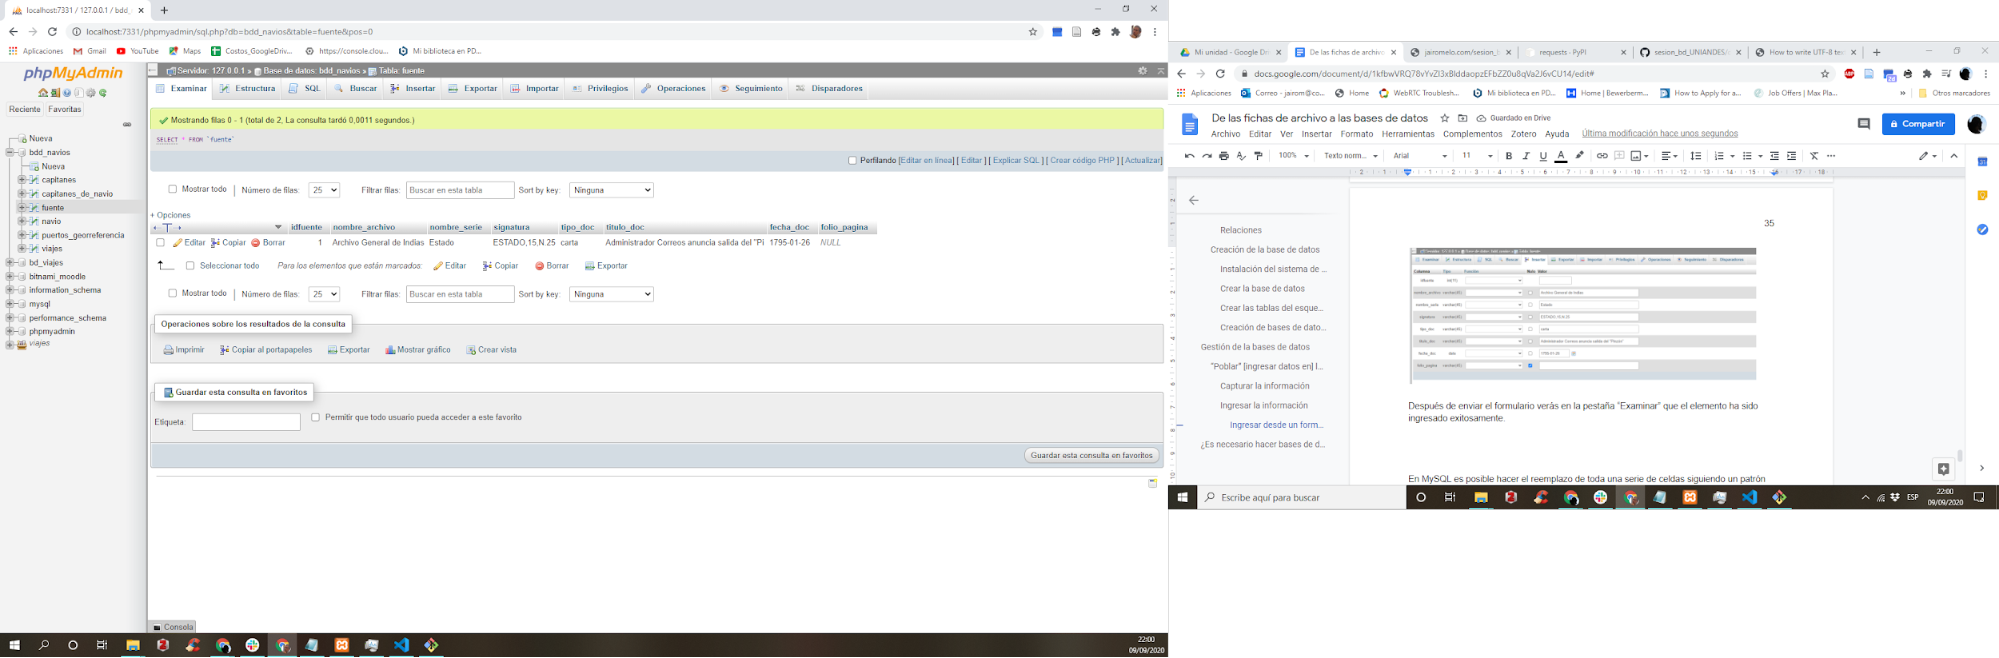 localhost:7331 / 127.0.0.1 / bdd_
localhost:7331/phpmyadmin/sql.php?db=bdd_navios&table=fuente&pos=0
Aplicaciones
Gmail
YouTube
Maps
Costos_GoogleDriv...
https://console.clou...
Mi biblioteca en PD...
phpMyAdmin
Reciente
Favoritas
Nueva
bdd_navios
Nueva
capitanes
capitanes_de_navio
fuente
navio
puertos_georreferencia
viajes
bd_viajes
bitnami_moodle
information_schema
mysql
performance_schema
phpmyadmin
viajes
Servidor: 127.0.0.1 » Base de datos: bdd_navios » Tabla: fuente
Examinar
Estructura
SQL
Buscar
Insertar
Exportar
Importar
Privilegios
Operaciones
Seguimiento
Disparadores
Mostrando filas 0 - 1 (total de 2, La consulta tardó 0,0011 segundos.)
SELECT * FROM `fuente`
Perfilando [Editar en línea] [ Editar ] [ Explicar SQL ] [ Crear código PHP ] [ Actualizar]
Mostrar todo | Número de filas: 25 Filtrar filas: Buscar en esta tabla Sort by key: Ninguna
+ Opciones
idfuente nombre_archivo nombre_serie signatura tipo_doc titulo_doc fecha_doc folio_pagina
Editar Copiar Borrar 1 Archivo General de Indias Estado ESTADO,15,N.25 carta Administrador Correos anuncia salida del "Pi 1795-01-26 NULL
Seleccionar todo Para los elementos que están marcados: Editar Copiar Borrar Exportar
Mostrar todo | Número de filas: 25 Filtrar filas: Buscar en esta tabla Sort by key: Ninguna
Operaciones sobre los resultados de la consulta
Imprimir Copiar al portapapeles Exportar Mostrar gráfico Crear vista
Guardar esta consulta en favoritos
Etiqueta: Permitir que todo usuario pueda acceder a este favorito
Guardar esta consulta en favoritos
Consola
22:00
09/09/2020
Mi unidad - Google Dri
De las fichas de archivo
requests · PyPI
How to write UTF-8 tex
Aplicaciones
Correo - jairom@co...
Home
WebRTC Troublesh...
Mi biblioteca en PD...
Home | Bewerberm...
How to Apply for a...
Job Offers | Max Pla...
Otros marcadores
De las fichas de archivo a las bases de datos
Guardado en Drive
Archivo Editar Ver Insertar Formato Herramientas Complementos Zotero Ayuda Última modificación hace unos segundos
Compartir
100% Texto norm... Arial 11
Relaciones
Creación de la base de datos
Instalación del sistema de ...
Crear la base de datos
Crear las tablas del esque...
Creación de bases de dato...
Gestión de la bases de datos
"Poblar" [ingresar datos en] l...
Capturar la información
Ingresar la información
Ingresar desde un form...
¿Es necesario hacer bases de d...
35
Después de enviar el formulario verás en la pestaña "Examinar" que el elemento ha sido
ingresado exitosamente.
En MySQL es posible hacer el reemplazo de toda una serie de celdas siguiendo un patrón
Escribe aquí para buscar
ESP
22:00
09/09/2020